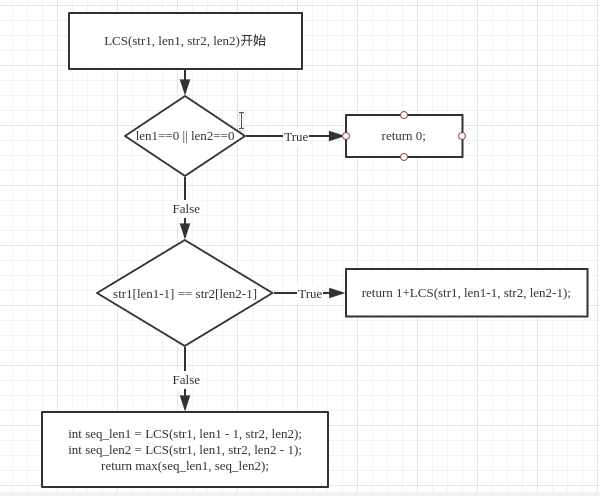 LCS(str1, len1, str2, len2)开始
len1==0 || len2==0
True
return 0;
False
str1[len1-1] == str2[len2-1]
True
return 1+LCS(str1, len1-1, str2, len2-1);
False
int seq_len1 = LCS(str1, len1 - 1, str2, len2);
int seq_len2 = LCS(str1, len1, str2, len2 - 1);
return max(seq_len1, seq_len2);